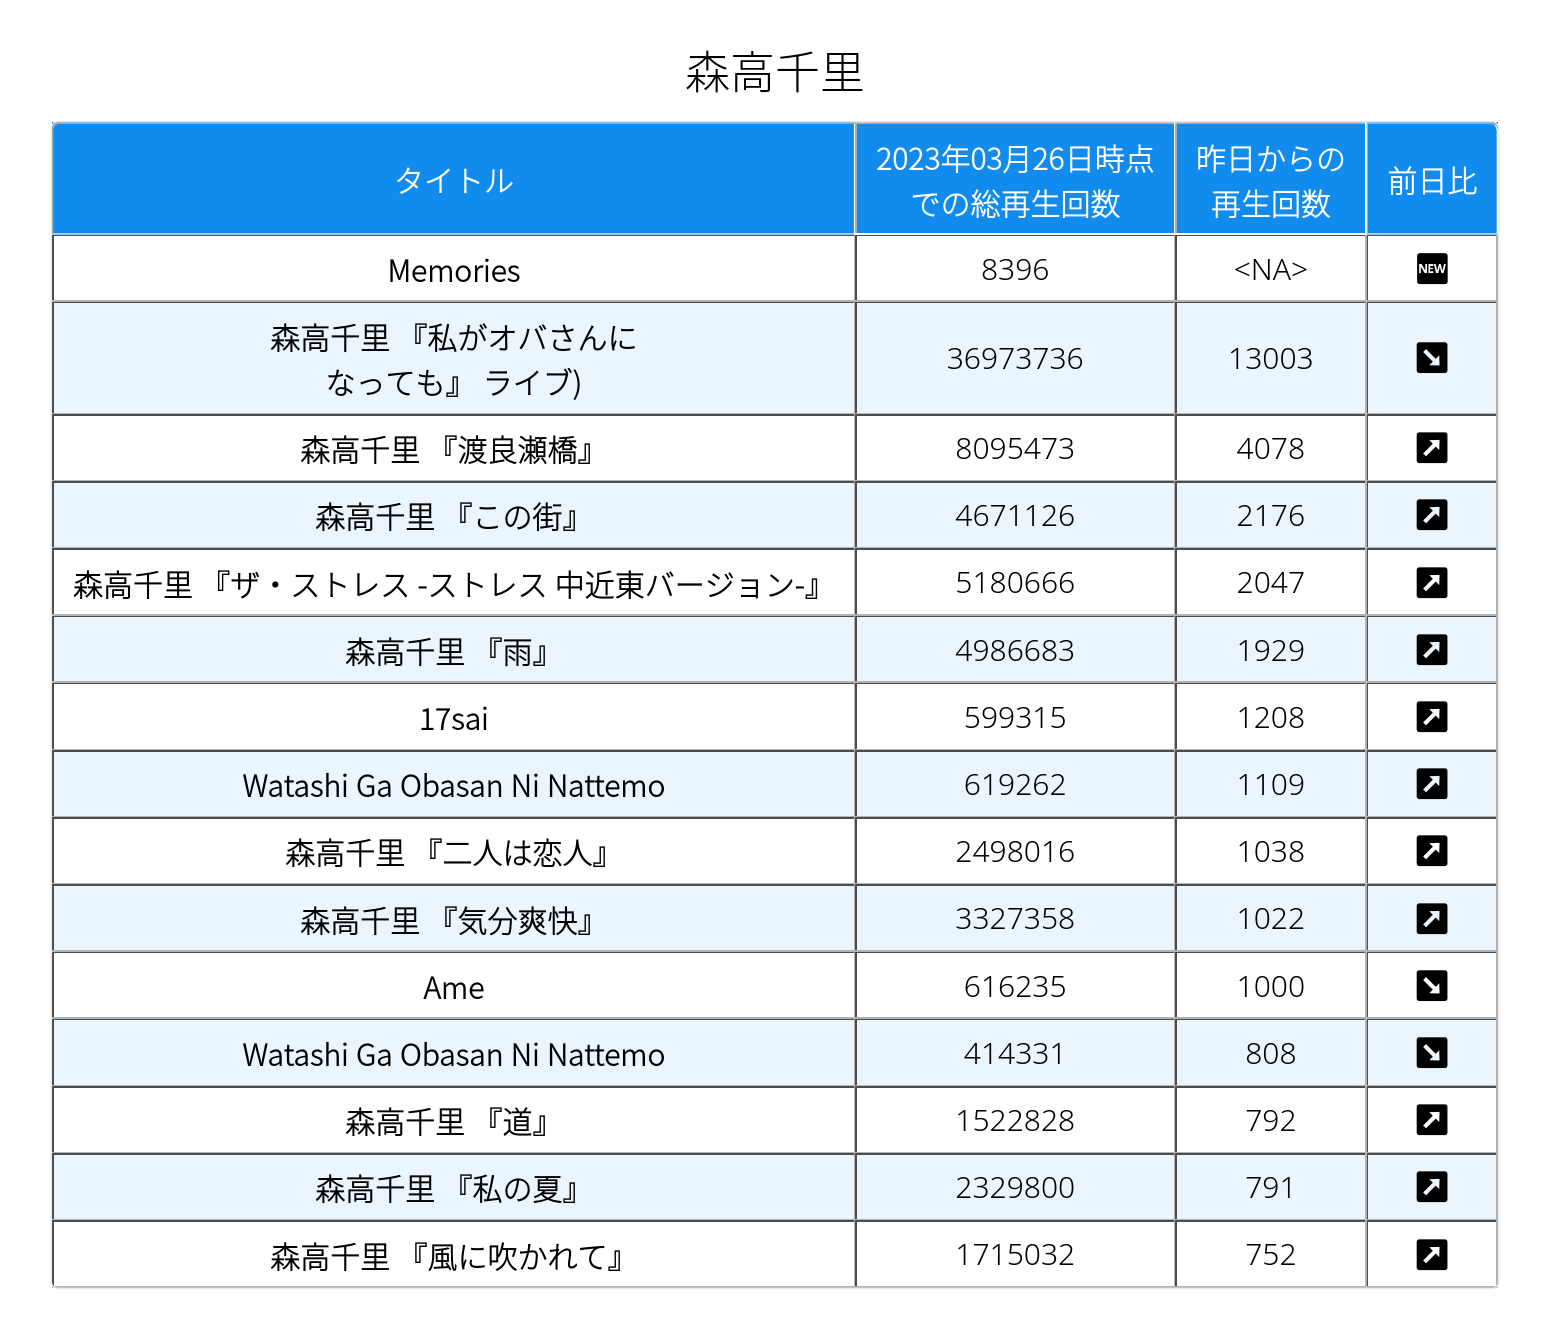 森高千里
タイトル
2023年03月26日時点
での総再生回数
昨日からの
再生回数
前日比
Memories 8396 <NA> NEW
森高千里 『私がオバさんに
なっても』 ライブ) 36973736 13003
森高千里 『渡良瀬橋』 8095473 4078
森高千里 『この街』 4671126 2176
森高千里 『ザ・ストレス -ストレス 中近東バージョン-』 5180666 2047
森高千里 『雨』 4986683 1929
17sai 599315 1208
Watashi Ga Obasan Ni Nattemo 619262 1109
森高千里 『二人は恋人』 2498016 1038
森高千里 『気分爽快』 3327358 1022
Ame 616235 1000
Watashi Ga Obasan Ni Nattemo 414331 808
森高千里 『道』 1522828 792
森高千里 『私の夏』 2329800 791
森高千里 『風に吹かれて』 1715032 752